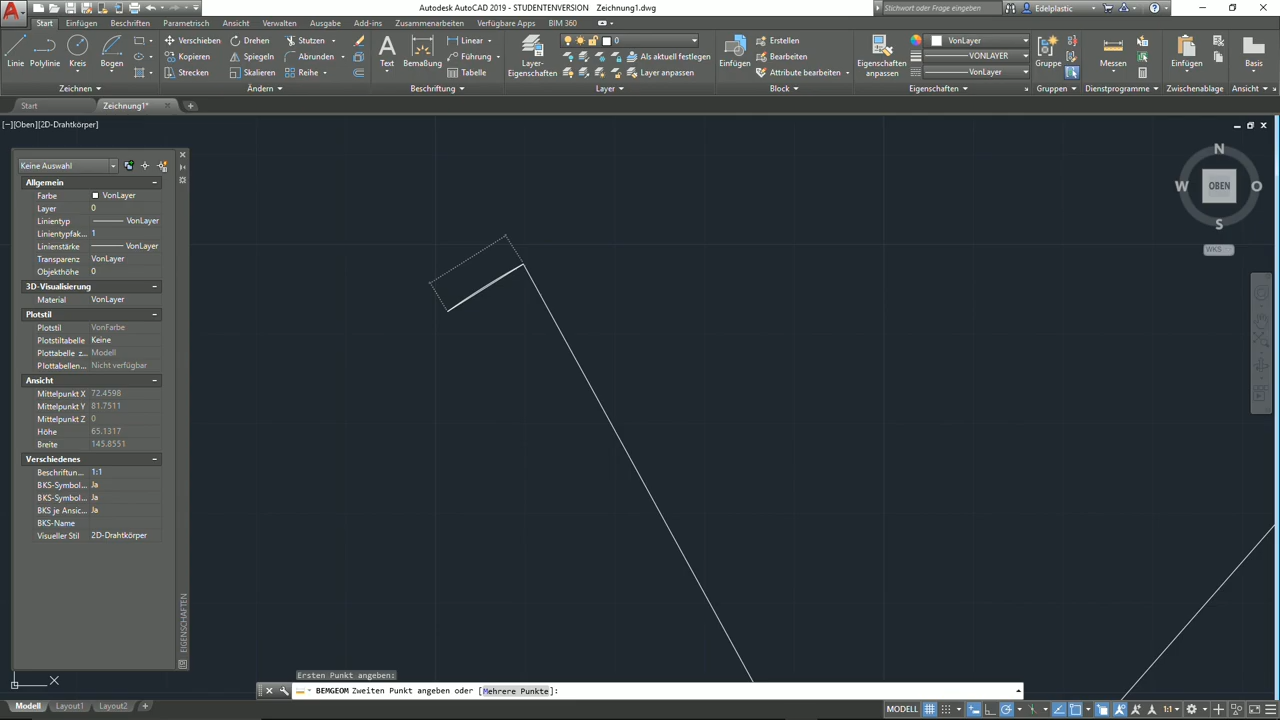 Autodesk AutoCAD 2019 - STUDENTENVERSION Zeichnung1.dwg
Stichwort oder Frage eingeben
Edelplastic
Start Einfügen Beschriften Parametrisch Ansicht Verwalten Ausgabe Add-ins Zusammenarbeiten Verfügbare Apps BIM 360
Linie Polylinie Kreis Bogen
Verschieben Drehen Stutzen
Kopieren Spiegeln Abrunden
Strecken Skalieren Reihe
Text Bemaßung
Linear
Führung
Tabelle
Layer-
Eigenschaften
0
Als aktuell festlegen
Layer anpassen
Einfügen
Erstellen
Bearbeiten
Attribute bearbeiten
Eigenschaften
anpassen
VonLayer
VONLAYER
VonLayer
Gruppe
Messen
Einfügen
Basis
Zeichnen Ändern Beschriftung Layer Block Eigenschaften Gruppen Dienstprogramme Zwischenablage Ansicht
Start Zeichnung1*
[−][Oben][2D-Drahtkörper]
N
W OBEN O
S
WKS
Keine Auswahl
Allgemein
Farbe VonLayer
Layer 0
Linientyp VonLayer
Linientypfak... 1
Linienstärke VonLayer
Transparenz VonLayer
Objekthöhe 0
3D-Visualisierung
Material VonLayer
Plotstil
Plotstil VonFarbe
Plotstiltabelle Keine
Plottabelle z... Modell
Plottabellen... Nicht verfügbar
Ansicht
Mittelpunkt X 72.4598
Mittelpunkt Y 81.7511
Mittelpunkt Z 0
Höhe 65.1317
Breite 145.8551
Verschiedenes
Beschriftun... 1:1
BKS-Symbol... Ja
BKS-Symbol... Ja
BKS je Ansic... Ja
BKS-Name
Visueller Stil 2D-Drahtkörper
EIGENSCHAFTEN
Ersten Punkt angeben:
BEMGEOM Zweiten Punkt angeben oder [Mehrere Punkte]:
Modell Layout1 Layout2 +
MODELL 1:1